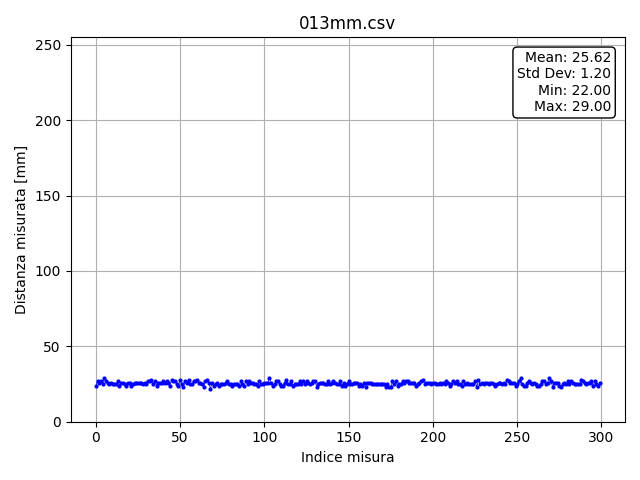 013mm.csv
Mean: 25.62
Std Dev: 1.20
Min: 22.00
Max: 29.00
Distanza misurata [mm]
250
200
150
100
50
0
0 50 100 150 200 250 300
Indice misura